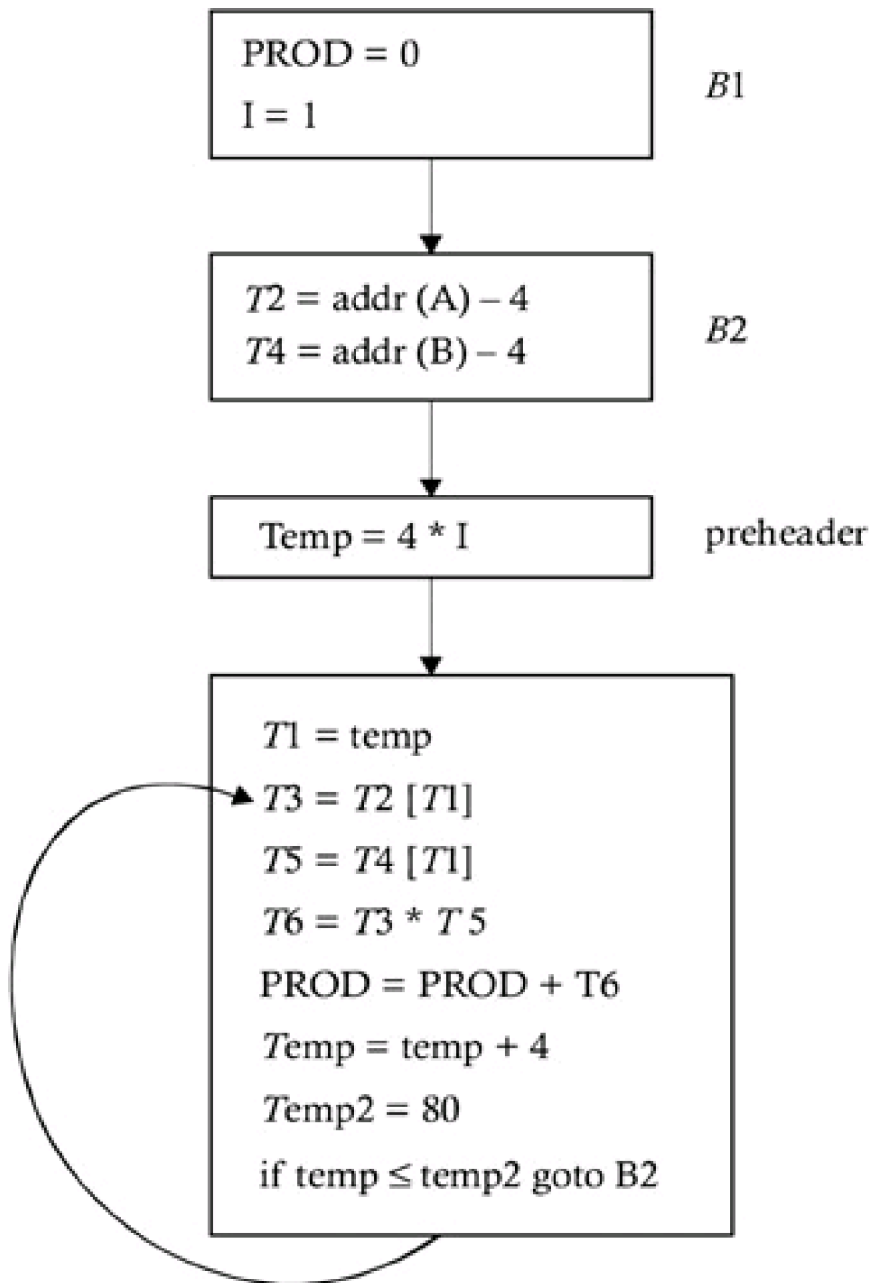 PROD = 0
I = 1
B1
T2 = addr (A) – 4
T4 = addr (B) – 4
B2
Temp = 4 * I
preheader
T1 = temp
T3 = T2 [T1]
T5 = T4 [T1]
T6 = T3 * T 5
PROD = PROD + T6
Temp = temp + 4
Temp2 = 80
if temp ≤ temp2 goto B2